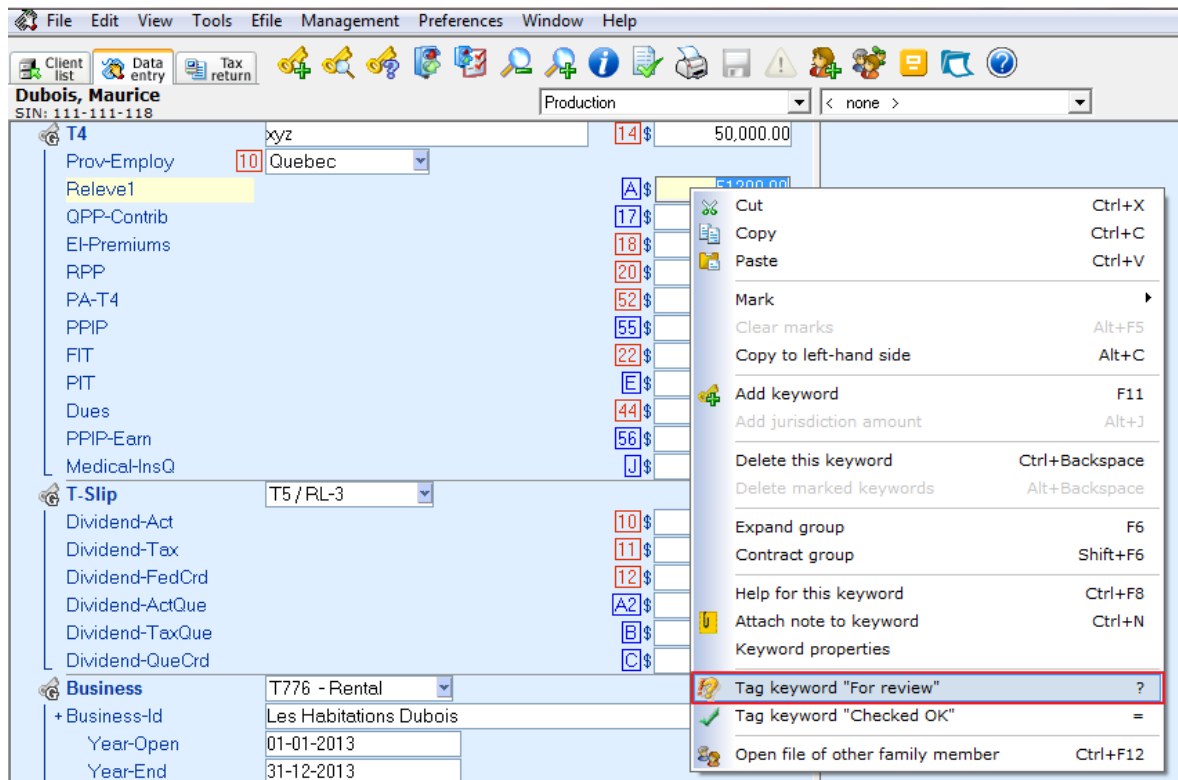 File Edit View Tools Efile Management Preferences Window Help
Client list Data entry Tax return
Dubois, Maurice
SIN: 111-111-118
Production < none >
T4 xyz 14 $ 50,000.00
Prov-Employ 10 Quebec
Releve1 A $ 51200.00
QPP-Contrib 17 $
EI-Premiums 18 $
RPP 20 $
PA-T4 52 $
PPIP 55 $
FIT 22 $
PIT E $
Dues 44 $
PPIP-Earn 56 $
Medical-InsQ J $
T-Slip T5 / RL-3
Dividend-Act 10 $
Dividend-Tax 11 $
Dividend-FedCrd 12 $
Dividend-ActQue A2 $
Dividend-TaxQue B $
Dividend-QueCrd C $
Business T776 - Rental
+ Business-Id Les Habitations Dubois
Year-Open 01-01-2013
Year-End 31-12-2013
Cut Ctrl+X
Copy Ctrl+C
Paste Ctrl+V
Mark
Clear marks Alt+F5
Copy to left-hand side Alt+C
Add keyword F11
Add jurisdiction amount Alt+J
Delete this keyword Ctrl+Backspace
Delete marked keywords Alt+Backspace
Expand group F6
Contract group Shift+F6
Help for this keyword Ctrl+F8
Attach note to keyword Ctrl+N
Keyword properties
Tag keyword "For review" ?
Tag keyword "Checked OK" =
Open file of other family member Ctrl+F12